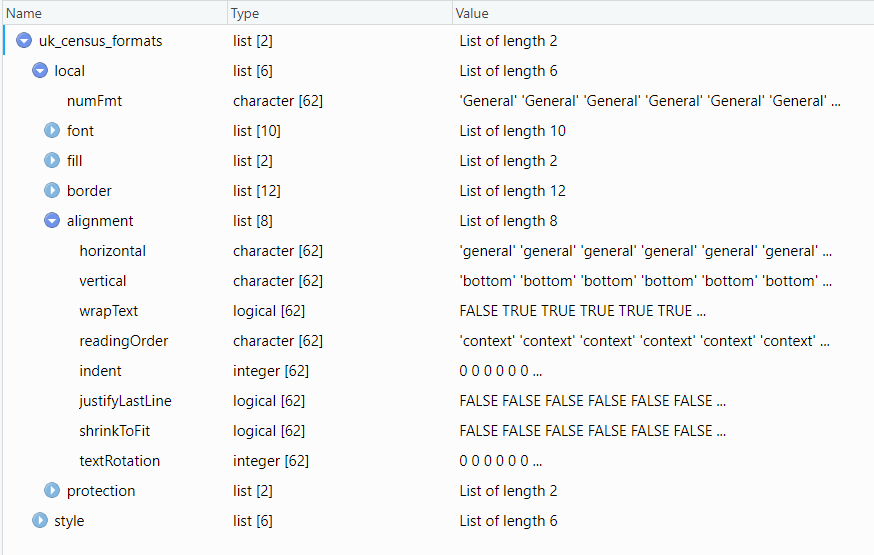 Name Type Value
uk_census_formats list [2] List of length 2
local list [6] List of length 6
numFmt character [62] 'General' 'General' 'General' 'General' 'General' 'General' ...
font list [10] List of length 10
fill list [2] List of length 2
border list [12] List of length 12
alignment list [8] List of length 8
horizontal character [62] 'general' 'general' 'general' 'general' 'general' 'general' ...
vertical character [62] 'bottom' 'bottom' 'bottom' 'bottom' 'bottom' 'bottom' ...
wrapText logical [62] FALSE TRUE TRUE TRUE TRUE TRUE ...
readingOrder character [62] 'context' 'context' 'context' 'context' 'context' 'context' ...
indent integer [62] 0 0 0 0 0 0 ...
justifyLastLine logical [62] FALSE FALSE FALSE FALSE FALSE FALSE ...
shrinkToFit logical [62] FALSE FALSE FALSE FALSE FALSE FALSE ...
textRotation integer [62] 0 0 0 0 0 0 ...
protection list [2] List of length 2
style list [6] List of length 6